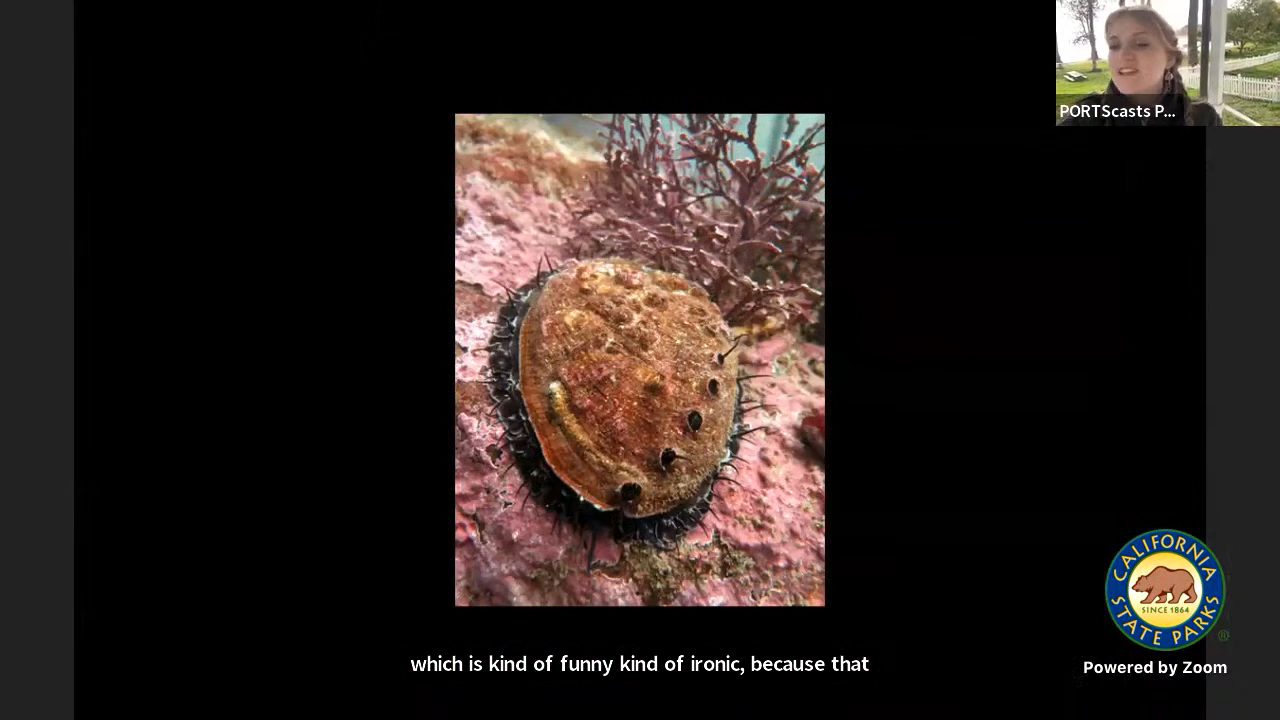 PORTScasts P...
CALIFORNIA
SINCE 1864
STATE PARKS
®
which is kind of funny kind of ironic, because that
Powered by Zoom